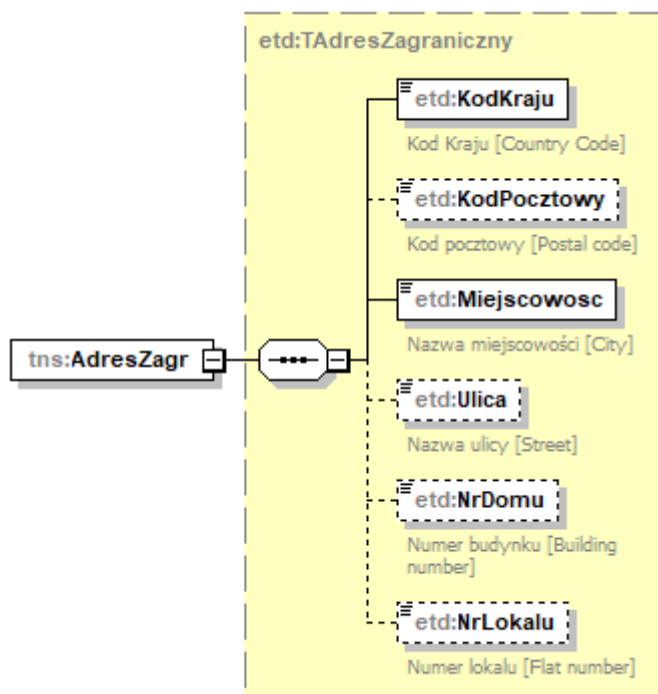 etd:TAdresZagraniczny
etd:KodKraju
Kod Kraju [Country Code]
etd:KodPocztowy
Kod pocztowy [Postal code]
etd:Miejscowosc
Nazwa miejscowości [City]
tns:AdresZagr
etd:Ulica
Nazwa ulicy [Street]
etd:NrDomu
Numer budynku [Building
number]
etd:NrLokalu
Numer lokalu [Flat number]